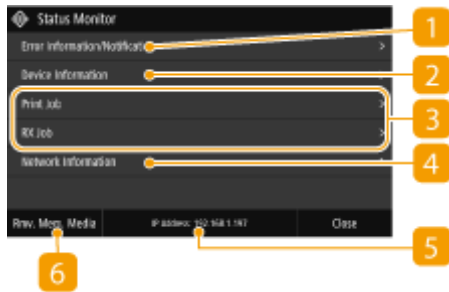 Status Monitor
1
Error Information/Notificati
Device Information
2
Print Job
3
RX Job
Network Information
4
Rmv. Mem. Media
IP Address: 192.168.1.197
Close
5
6